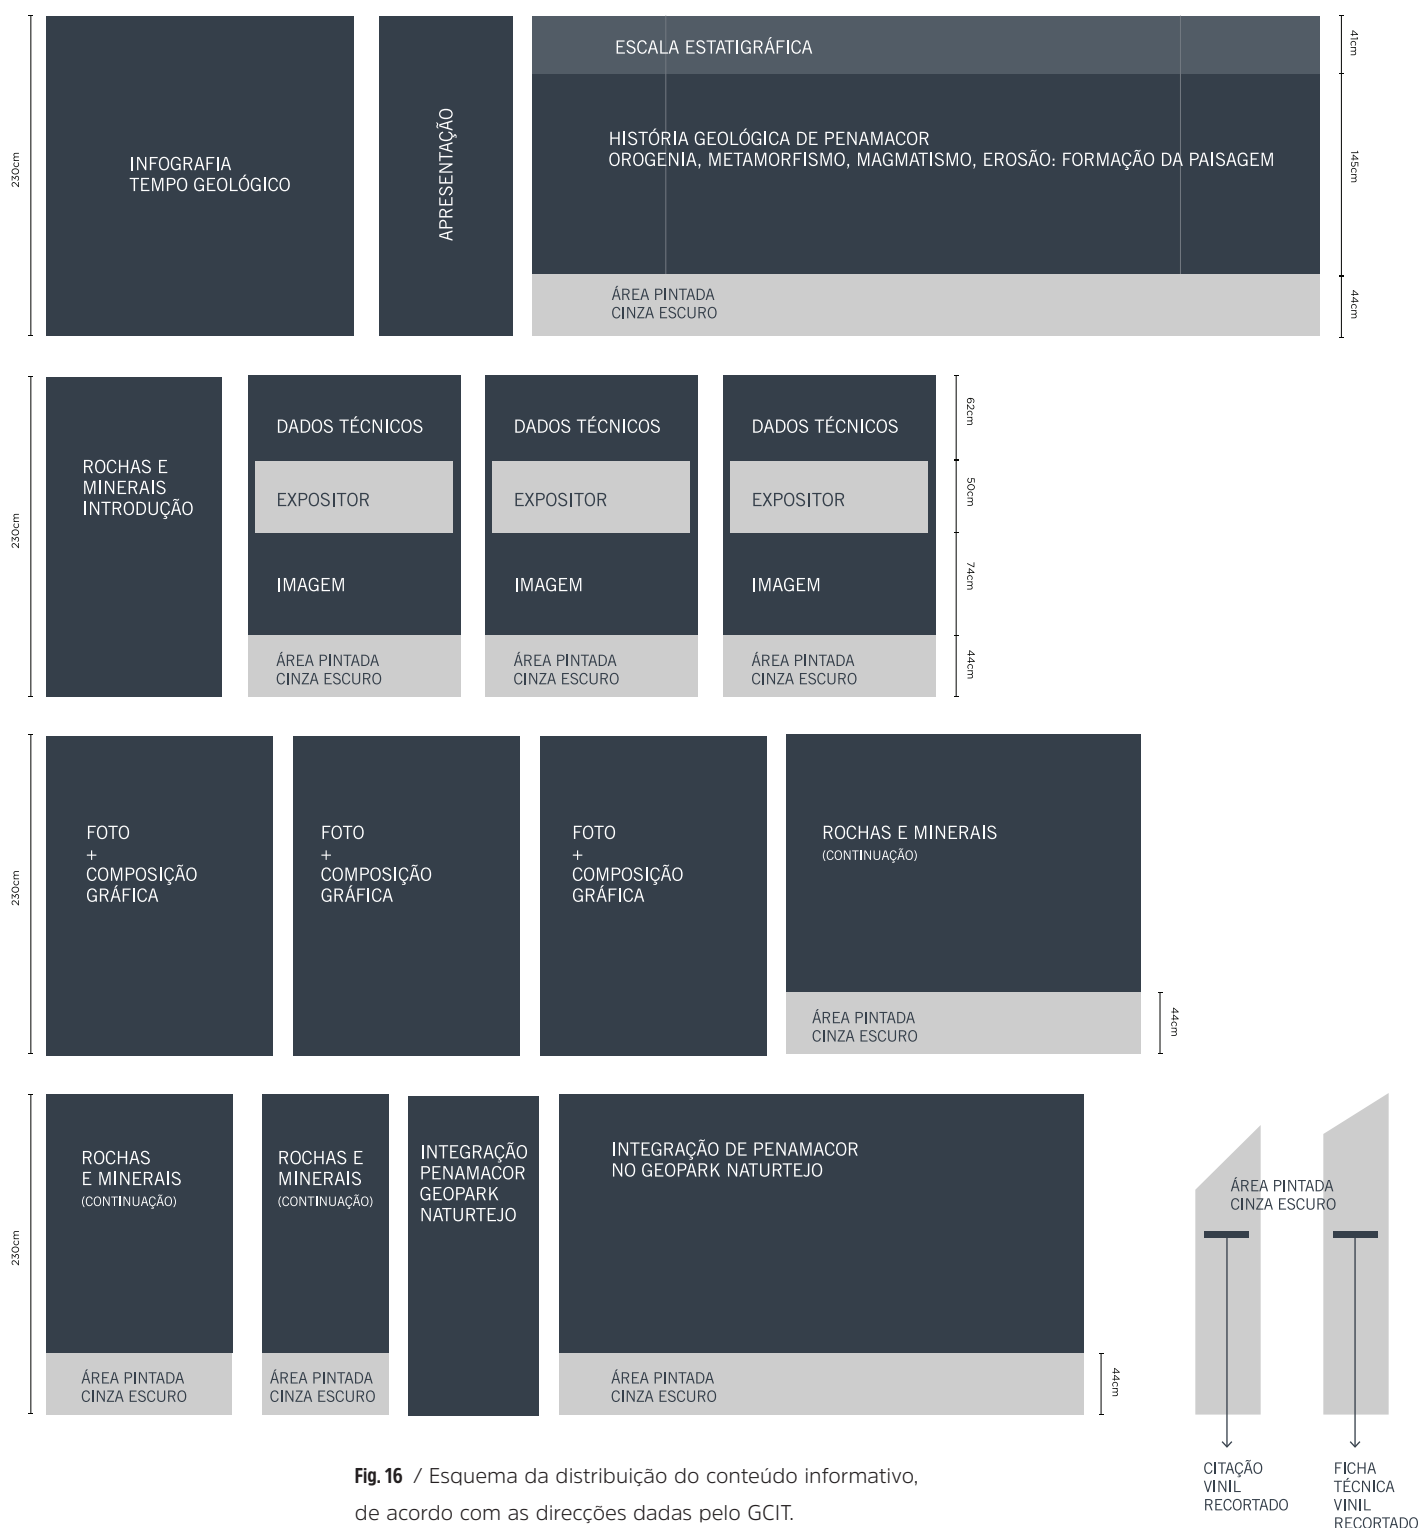 230cm
INFOGRAFIA
TEMPO GEOLÓGICO
APRESENTAÇÃO
ESCALA ESTATIGRÁFICA
HISTÓRIA GEOLÓGICA DE PENAMACOR
OROGENIA, METAMORFISMO, MAGMATISMO, EROSÃO: FORMAÇÃO DA PAISAGEM
ÁREA PINTADA
CINZA ESCURO
41cm
145cm
44cm
230cm
ROCHAS E
MINERAIS
INTRODUÇÃO
DADOS TÉCNICOS
EXPOSITOR
IMAGEM
ÁREA PINTADA
CINZA ESCURO
DADOS TÉCNICOS
EXPOSITOR
IMAGEM
ÁREA PINTADA
CINZA ESCURO
DADOS TÉCNICOS
EXPOSITOR
IMAGEM
ÁREA PINTADA
CINZA ESCURO
62cm
50cm
74cm
44cm
230cm
FOTO
+
COMPOSIÇÃO
GRÁFICA
FOTO
+
COMPOSIÇÃO
GRÁFICA
FOTO
+
COMPOSIÇÃO
GRÁFICA
ROCHAS E MINERAIS
(CONTINUAÇÃO)
ÁREA PINTADA
CINZA ESCURO
44cm
230cm
ROCHAS
E MINERAIS
(CONTINUAÇÃO)
ÁREA PINTADA
CINZA ESCURO
ROCHAS E
MINERAIS
(CONTINUAÇÃO)
ÁREA PINTADA
CINZA ESCURO
INTEGRAÇÃO
PENAMACOR
GEOPARK
NATURTEJO
INTEGRAÇÃO DE PENAMACOR
NO GEOPARK NATURTEJO
ÁREA PINTADA
CINZA ESCURO
44cm
ÁREA PINTADA
CINZA ESCURO
CITAÇÃO
VINIL
RECORTADO
FICHA
TÉCNICA
VINIL
RECORTADO
Fig. 16 / Esquema da distribuição do conteúdo informativo,
de acordo com as direcções dadas pelo GCIT.